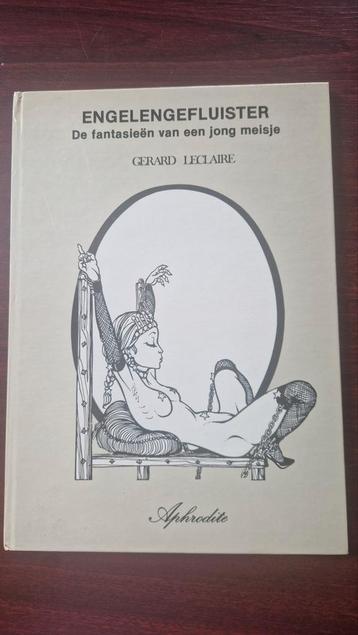 ENGELENGEFLUISTER
De fantasieën van een jong meisje
GERARD LECLAIRE
Aphrodite